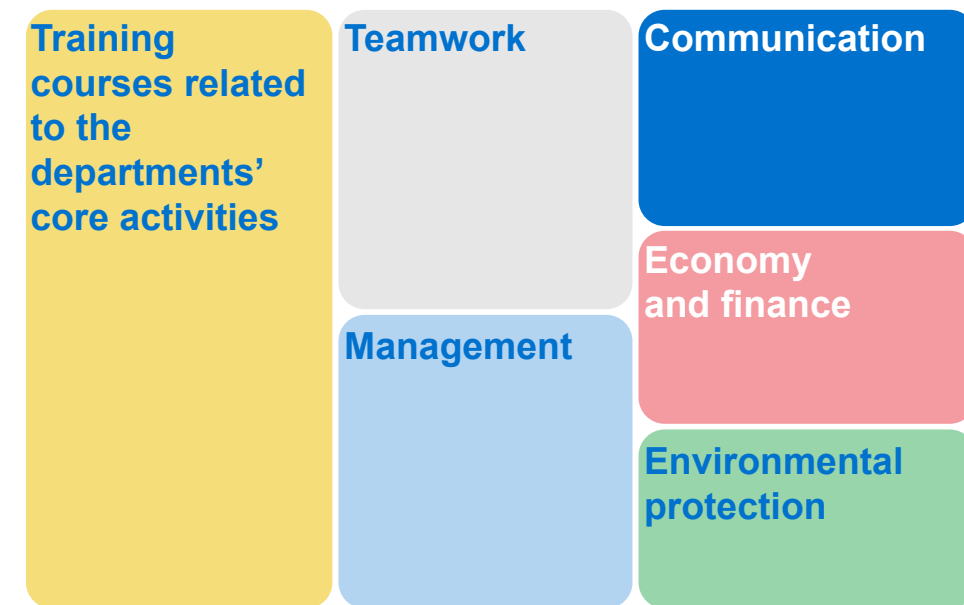 Training
courses related
to the
departments’
core activities
Teamwork
Management
Communication
Economy
and finance
Environmental
protection